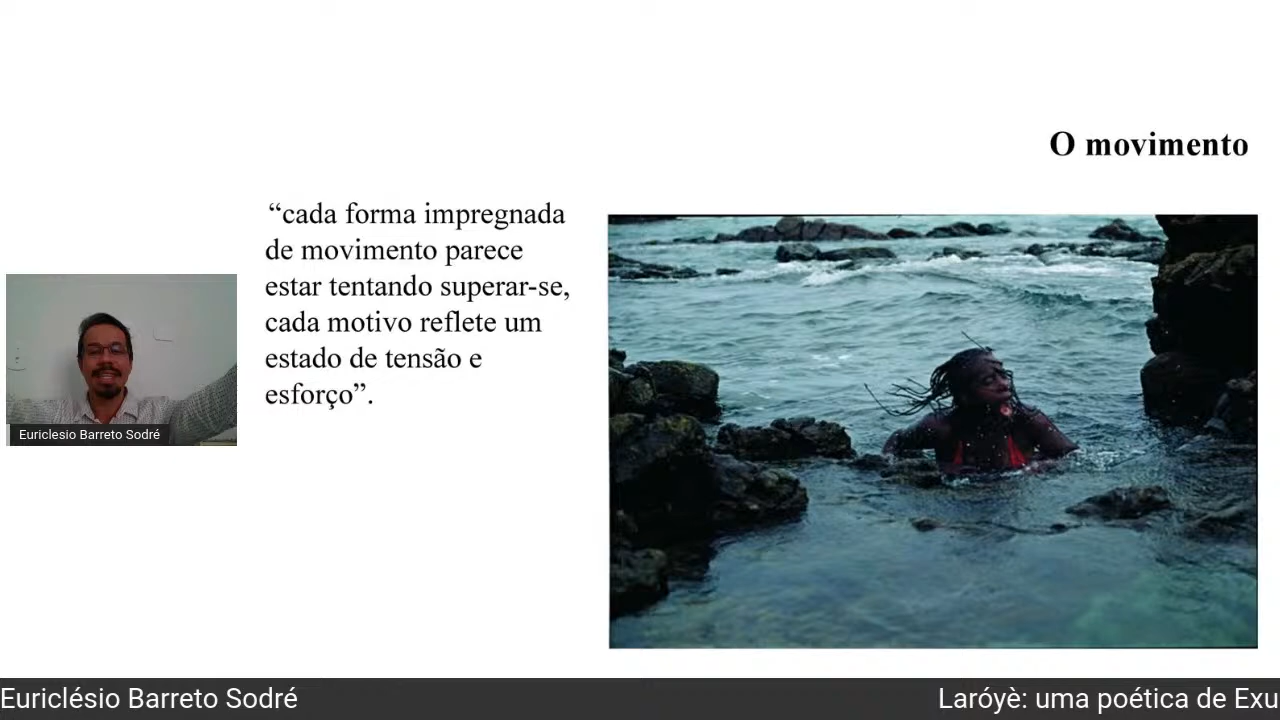 O movimento
“cada forma impregnada
de movimento parece
estar tentando superar-se,
cada motivo reflete um
estado de tensão e
esforço”.
Euriclesio Barreto Sodré
Euriclésio Barreto Sodré
Laróyè: uma poética de Exu